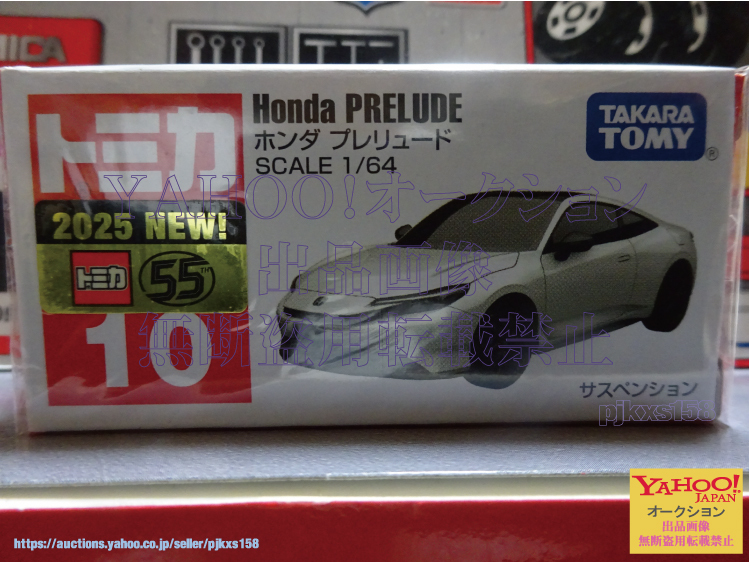 MICA
トミカ
Honda PRELUDE
ホンダ プレリュード
SCALE 1/64
TAKARA
TOMY
®
2025 NEW!
トミカ
55TH
10
YAHOO!オークション
出品画像
無断盗用転載禁止
サスペンション
pjkxs158
YAHOO!
JAPAN
オークション
出品画像
無断盗用転載禁止
https://auctions.yahoo.co.jp/seller/pjkxs158